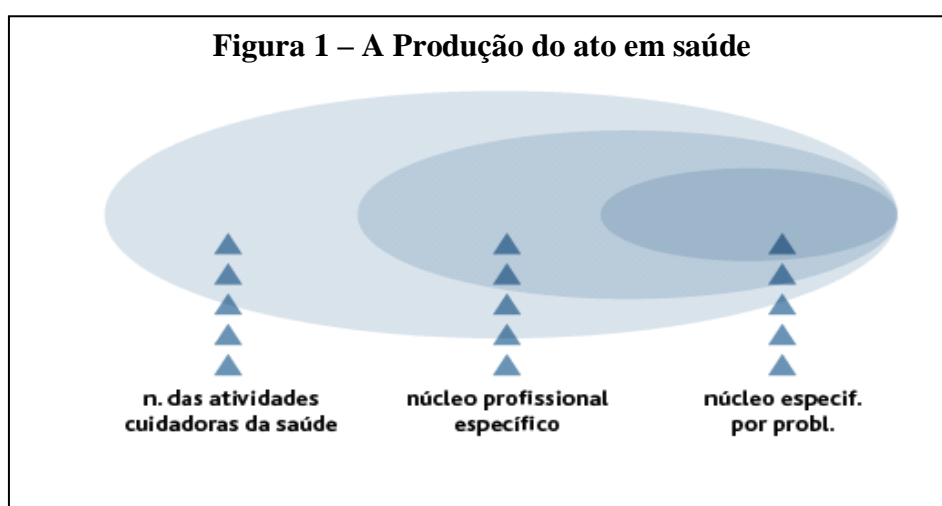 Figura 1 – A Produção do ato em saúde
n. das atividades
cuidadoras da saúde
núcleo profissional
específico
núcleo especif.
por probl.